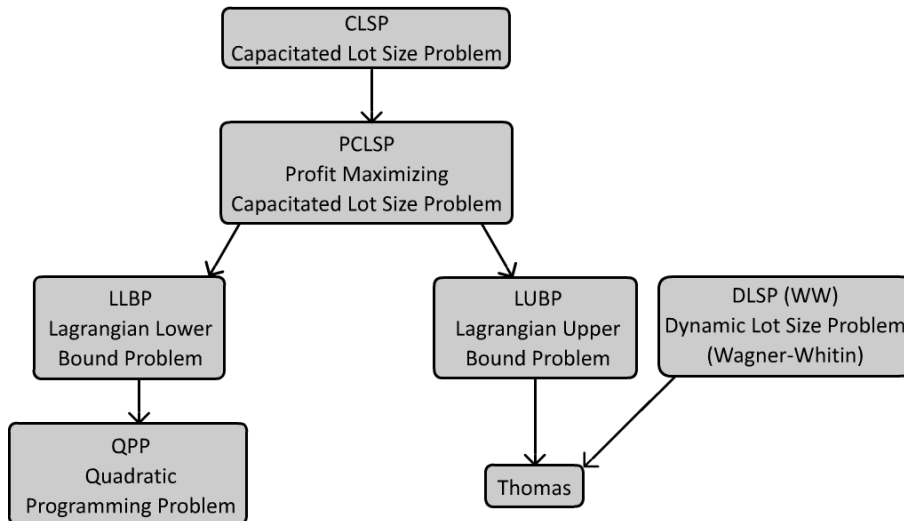 CLSP
Capacitated Lot Size Problem
PCLSP
Profit Maximizing
Capacitated Lot Size Problem
LLBP
Lagrangian Lower
Bound Problem
LUBP
Lagrangian Upper
Bound Problem
DLSP (WW)
Dynamic Lot Size Problem
(Wagner-Whitin)
QPP
Quadratic
Programming Problem
Thomas